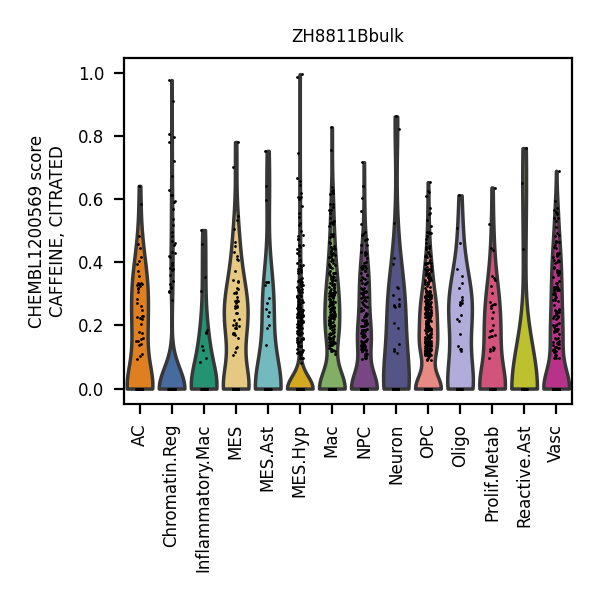 ZH8811Bbulk
CHEMBL1200569 score
CAFFEINE, CITRATED
1.0
0.8
0.6
0.4
0.2
0.0
AC
Chromatin.Reg
Inflammatory.Mac
MES
MES.Ast
MES.Hyp
Mac
NPC
Neuron
OPC
Oligo
Prolif.Metab
Reactive.Ast
Vasc